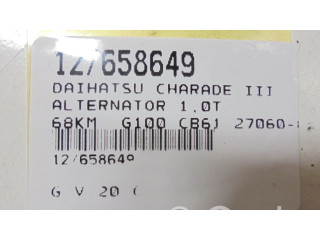 12/658649
DAIHATSU CHARADE III
ALTERNATOR 1.0T
68KM G100 CB61 27060-
12/658649
G V 20